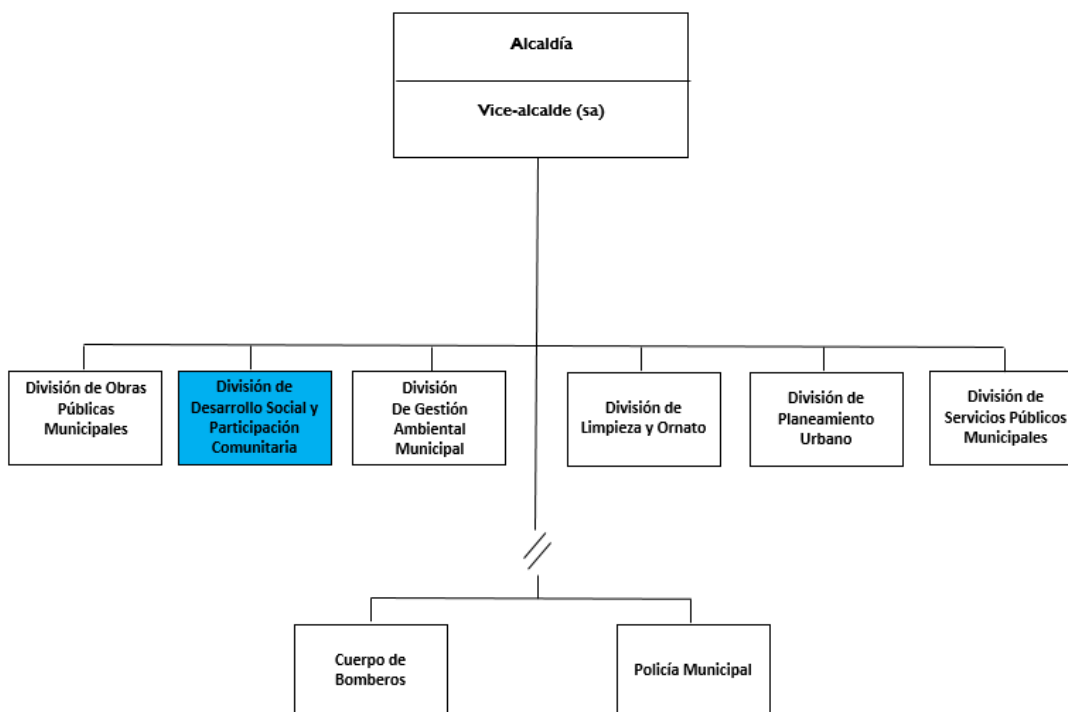 Alcaldía
Vice-alcalde (sa)
División de Obras
Públicas
Municipales
División de
Desarrollo Social y
Participación
Comunitaria
División
De Gestión
Ambiental
Municipal
División de
Limpieza y Ornato
División de
Planeamiento
Urbano
División de
Servicios Públicos
Municipales
Cuerpo de
Bomberos
Policía Municipal